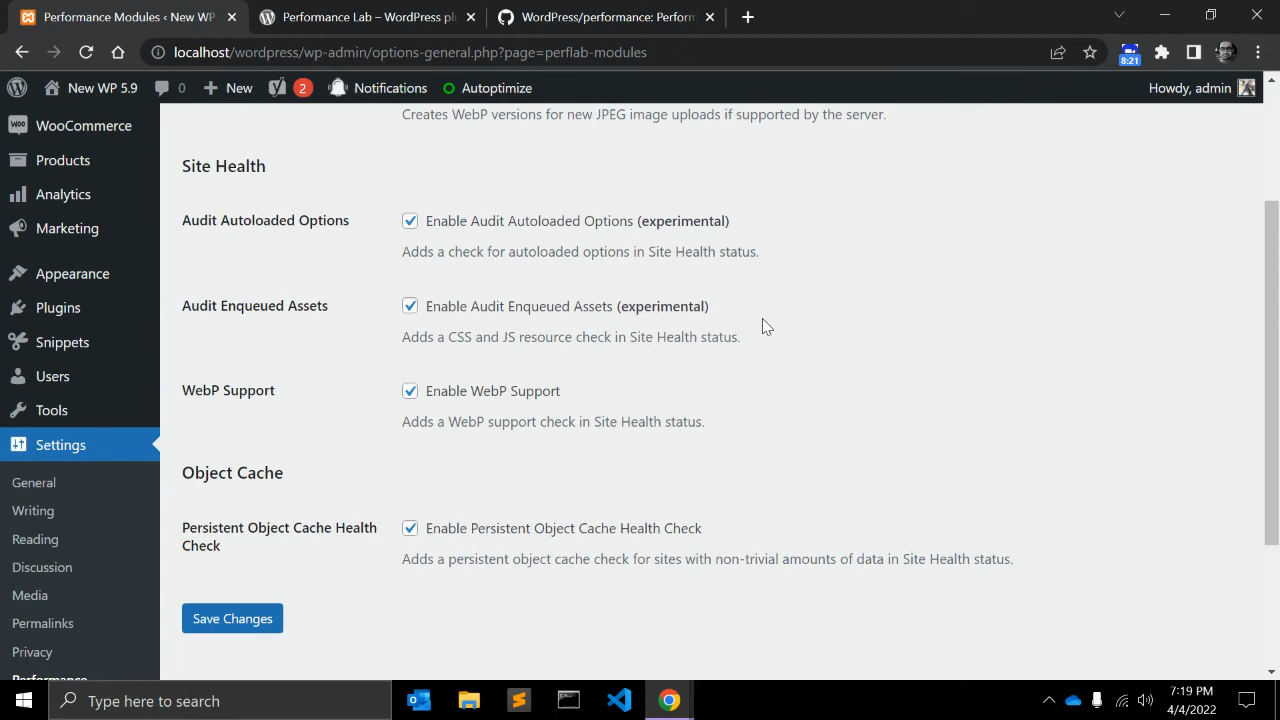 Performance Modules ‹ New WP
Performance Lab – WordPress plu
WordPress/performance: Perform
localhost/wordpress/wp-admin/options-general.php?page=perflab-modules
8:21
New WP 5.9
0
New
2
Notifications
Autoptimize
Howdy, admin
WooCommerce
Products
Analytics
Marketing
Appearance
Plugins
Snippets
Users
Tools
Settings
General
Writing
Reading
Discussion
Media
Permalinks
Privacy
Performance
Creates WebP versions for new JPEG image uploads if supported by the server.
Site Health
Audit Autoloaded Options
Enable Audit Autoloaded Options (experimental)
Adds a check for autoloaded options in Site Health status.
Audit Enqueued Assets
Enable Audit Enqueued Assets (experimental)
Adds a CSS and JS resource check in Site Health status.
WebP Support
Enable WebP Support
Adds a WebP support check in Site Health status.
Object Cache
Persistent Object Cache Health
Check
Enable Persistent Object Cache Health Check
Adds a persistent object cache check for sites with non-trivial amounts of data in Site Health status.
Save Changes
Type here to search
7:19 PM
4/4/2022